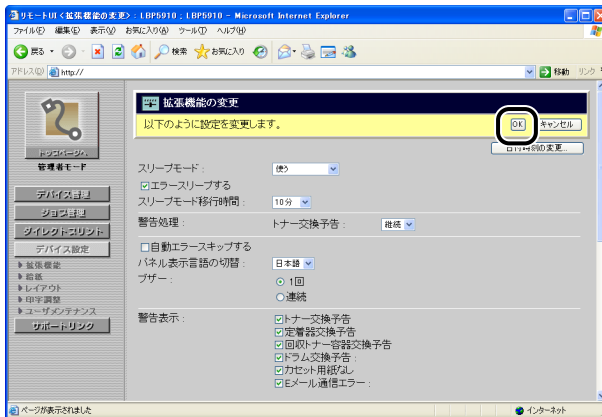 リモートUI <拡張機能の変更> : LBP5910 ; LBP5910 - Microsoft Internet Explorer
ファイル(F) 編集(E) 表示(V) お気に入り(A) ツール(T) ヘルプ(H)
戻る 検索 お気に入り
アドレス(D) http:// 移動 リンク
トップページへ
管理者モード
デバイス管理
ジョブ管理
ダイレクトプリント
デバイス設定
拡張機能
給紙
レイアウト
印字調整
ユーザメンテナンス
サポートリンク
拡張機能の変更
以下のように設定を変更します。 OK キャンセル
日付時刻の変更...
スリープモード : 使う
エラースリープする
スリープモード移行時間 : 10分
警告処理 : トナー交換予告 : 継続
自動エラースキップする
パネル表示言語の切替 : 日本語
ブザー : 1回
連続
警告表示 : トナー交換予告
定着器交換予告
回収トナー容器交換予告
ドラム交換予告 :
カセット用紙なし
Eメール通信エラー :
ページが表示されました インターネット